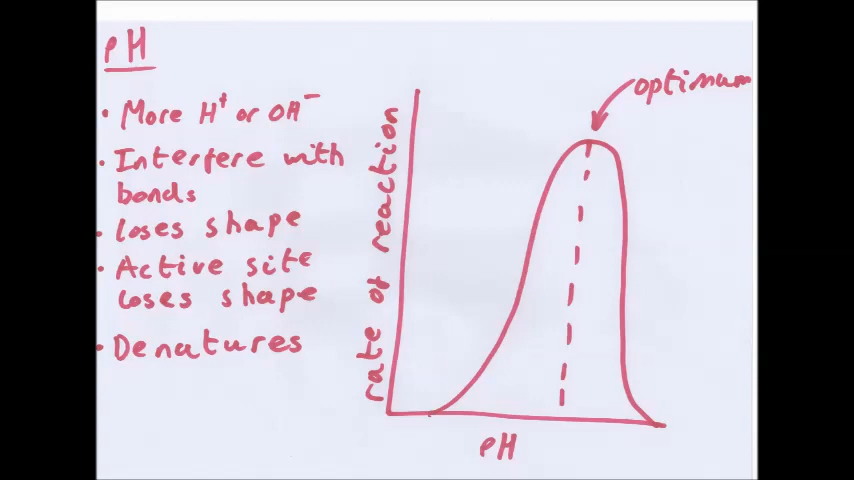 pH
• More H⁺ or OH⁻
• Interfere with
bonds
• Loses shape
• Active site
loses shape
• Denatures
rate of reaction
optimum
pH